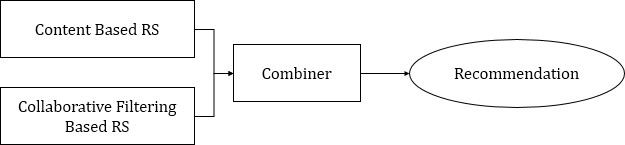 Content Based RS
Collaborative Filtering
Based RS
Combiner
Recommendation